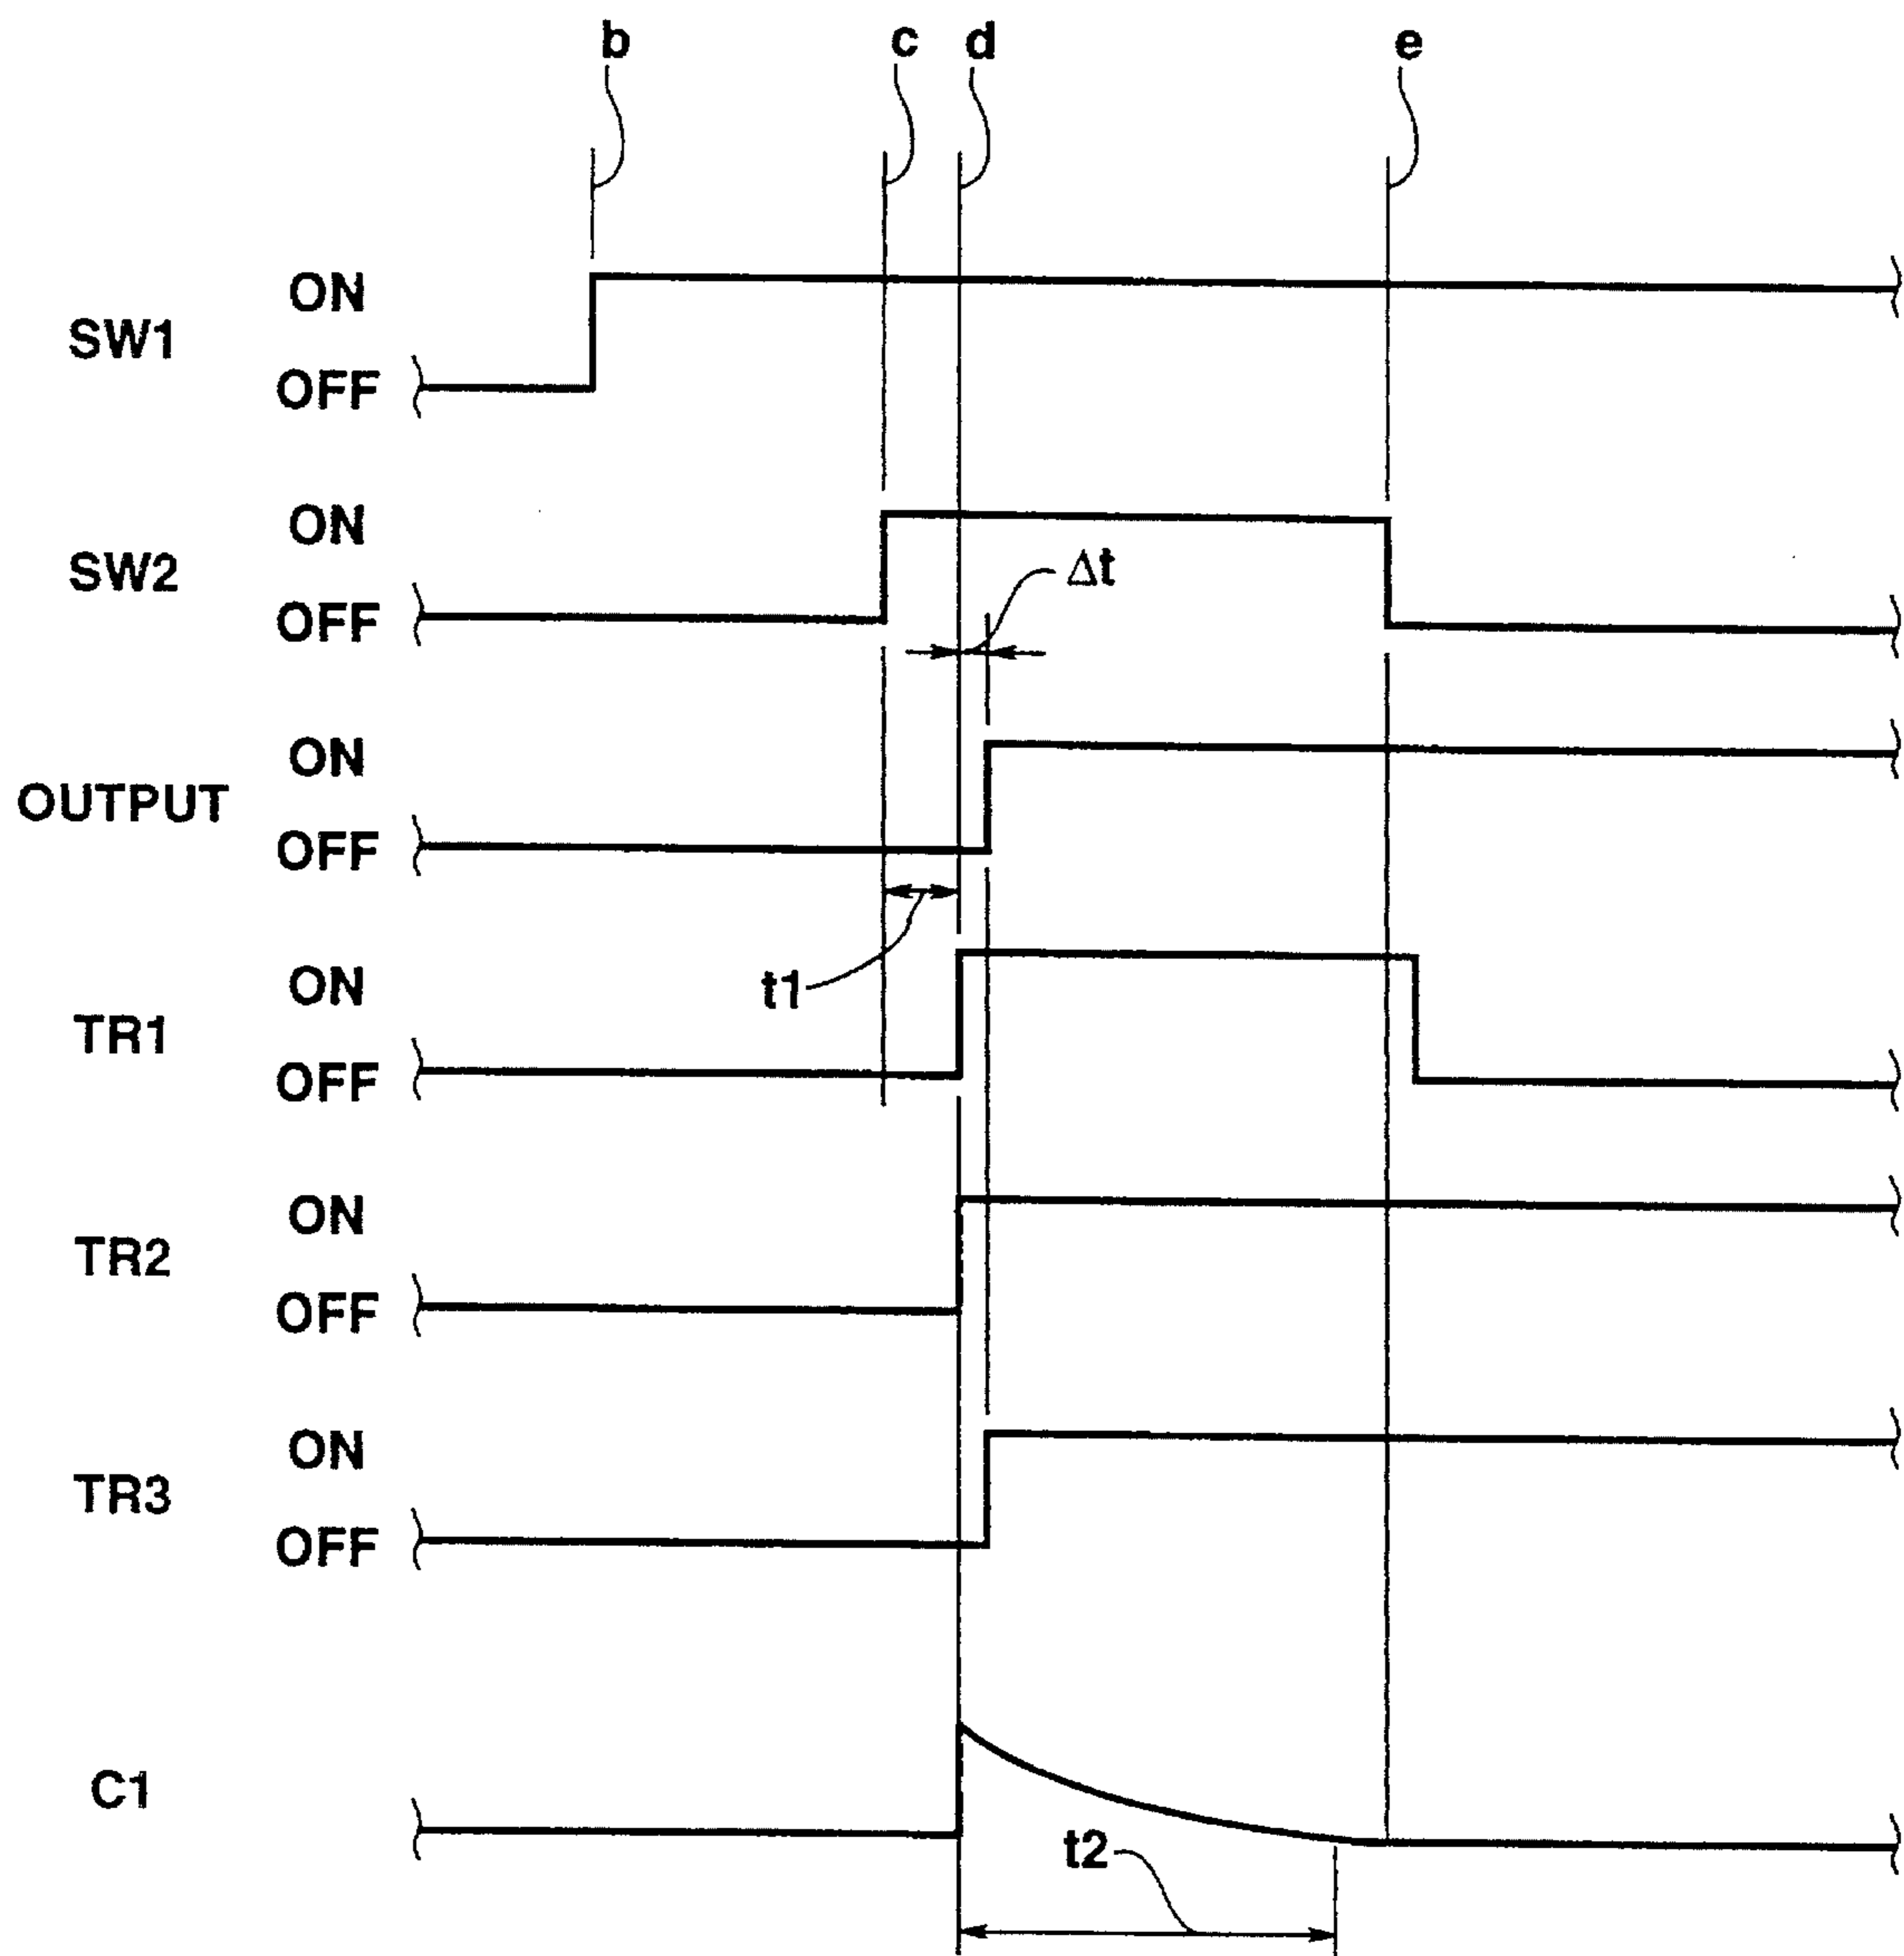 b c d e
ON
SW1
OFF
ON
SW2
Δt
OFF
ON
OUTPUT
OFF
ON
t1
TR1
OFF
ON
TR2
OFF
ON
TR3
OFF
C1
t2